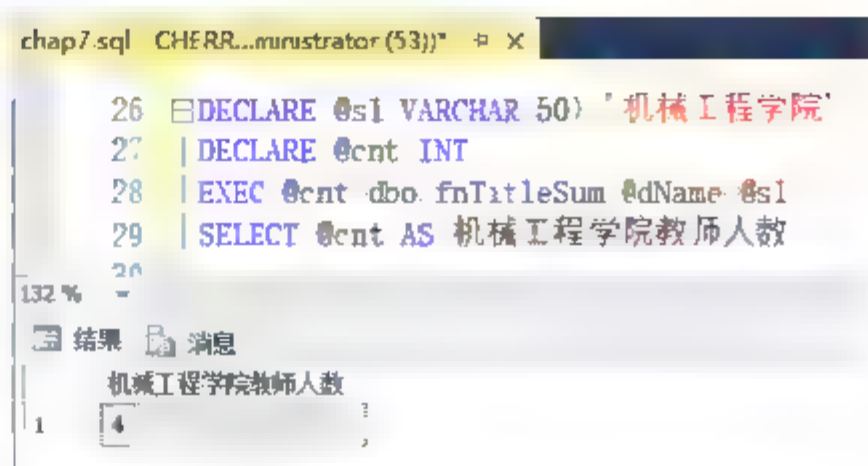 chap7.sql CHERR...ministrator (53))* ×
26 DECLARE @s1 VARCHAR 50) '机械工程学院'
27 DECLARE @cnt INT
28 EXEC @cnt dbo fnTitleSum @dName @s1
29 SELECT @cnt AS 机械工程学院教师人数
30
132 %
结果 消息
机械工程学院教师人数
1 4